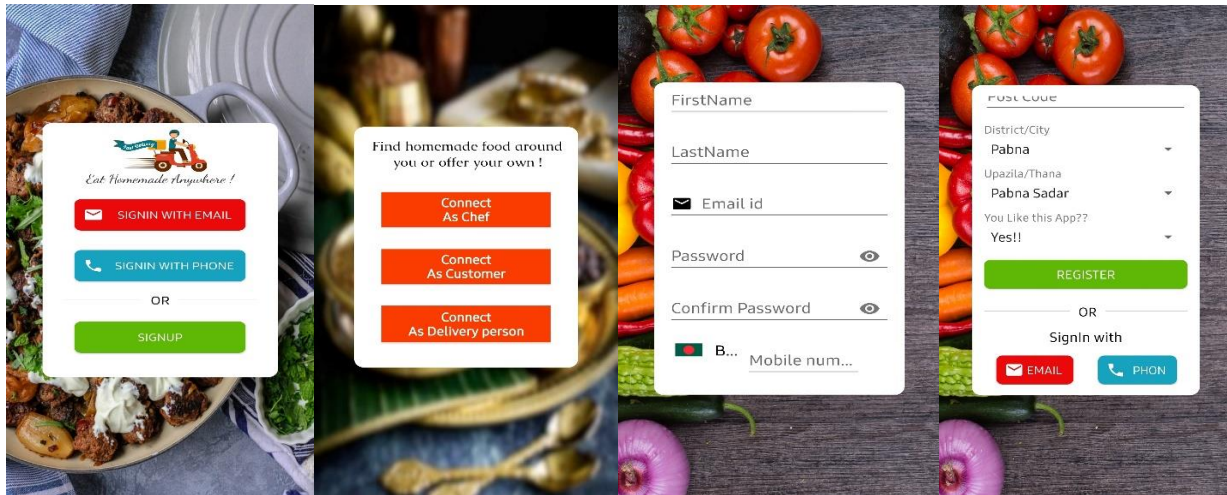 Eat Homemade Anywhere !
SIGNIN WITH EMAIL
SIGNIN WITH PHONE
OR
SIGNUP
Find homemade food around
you or offer your own !
Connect
As Chef
Connect
As Customer
Connect
As Delivery person
FirstName
LastName
Email id
Password
Confirm Password
B...
Mobile num...
Post Code
District/City
Pabna
Upazila/Thana
Pabna Sadar
You Like this App??
Yes!!
REGISTER
OR
SignIn with
EMAIL
PHON